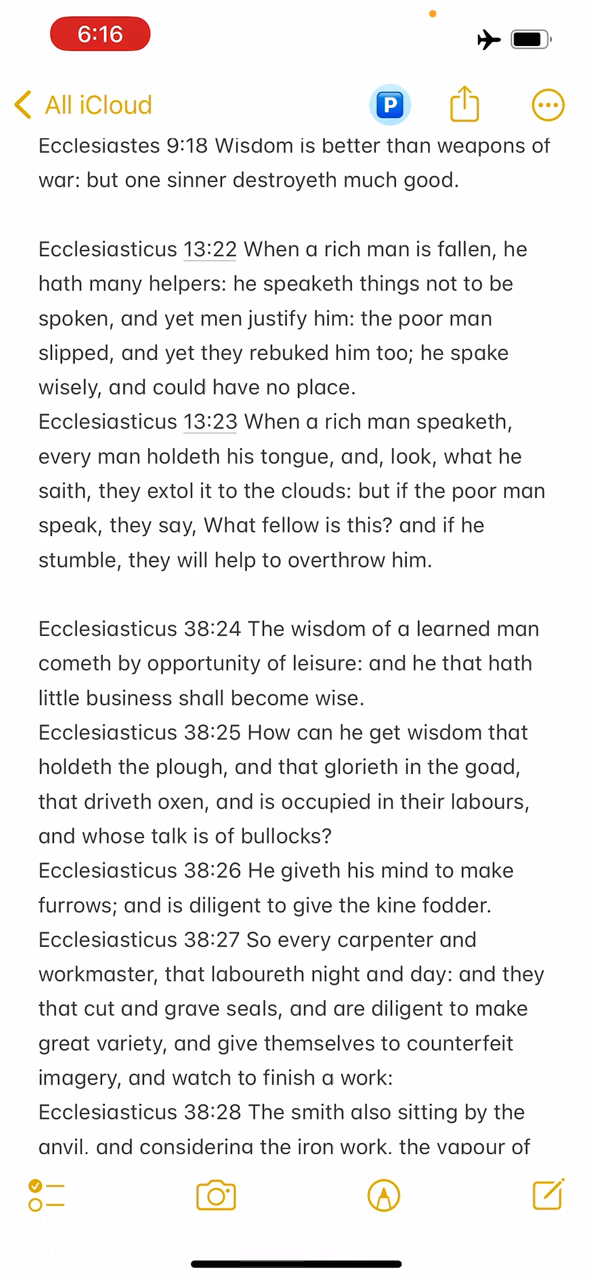 6:16
All iCloud
P
Ecclesiastes 9:18 Wisdom is better than weapons of
war: but one sinner destroyeth much good.
Ecclesiasticus 13:22 When a rich man is fallen, he
hath many helpers: he speaketh things not to be
spoken, and yet men justify him: the poor man
slipped, and yet they rebuked him too; he spake
wisely, and could have no place.
Ecclesiasticus 13:23 When a rich man speaketh,
every man holdeth his tongue, and, look, what he
saith, they extol it to the clouds: but if the poor man
speak, they say, What fellow is this? and if he
stumble, they will help to overthrow him.
Ecclesiasticus 38:24 The wisdom of a learned man
cometh by opportunity of leisure: and he that hath
little business shall become wise.
Ecclesiasticus 38:25 How can he get wisdom that
holdeth the plough, and that glorieth in the goad,
that driveth oxen, and is occupied in their labours,
and whose talk is of bullocks?
Ecclesiasticus 38:26 He giveth his mind to make
furrows; and is diligent to give the kine fodder.
Ecclesiasticus 38:27 So every carpenter and
workmaster, that laboureth night and day: and they
that cut and grave seals, and are diligent to make
great variety, and give themselves to counterfeit
imagery, and watch to finish a work:
Ecclesiasticus 38:28 The smith also sitting by the
anvil, and considering the iron work, the vapour of